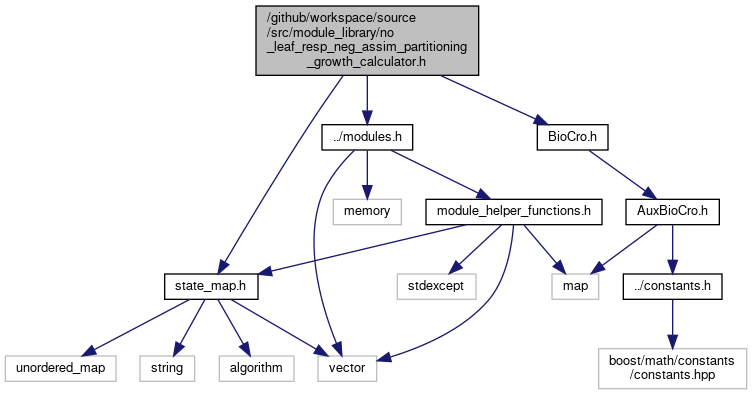 /github/workspace/source
/src/module_library/no
_leaf_resp_neg_assim_partitioning
_growth_calculator.h
../modules.h
BioCro.h
memory
module_helper_functions.h
AuxBioCro.h
state_map.h
stdexcept
map
../constants.h
unordered_map
string
algorithm
vector
boost/math/constants
/constants.hpp